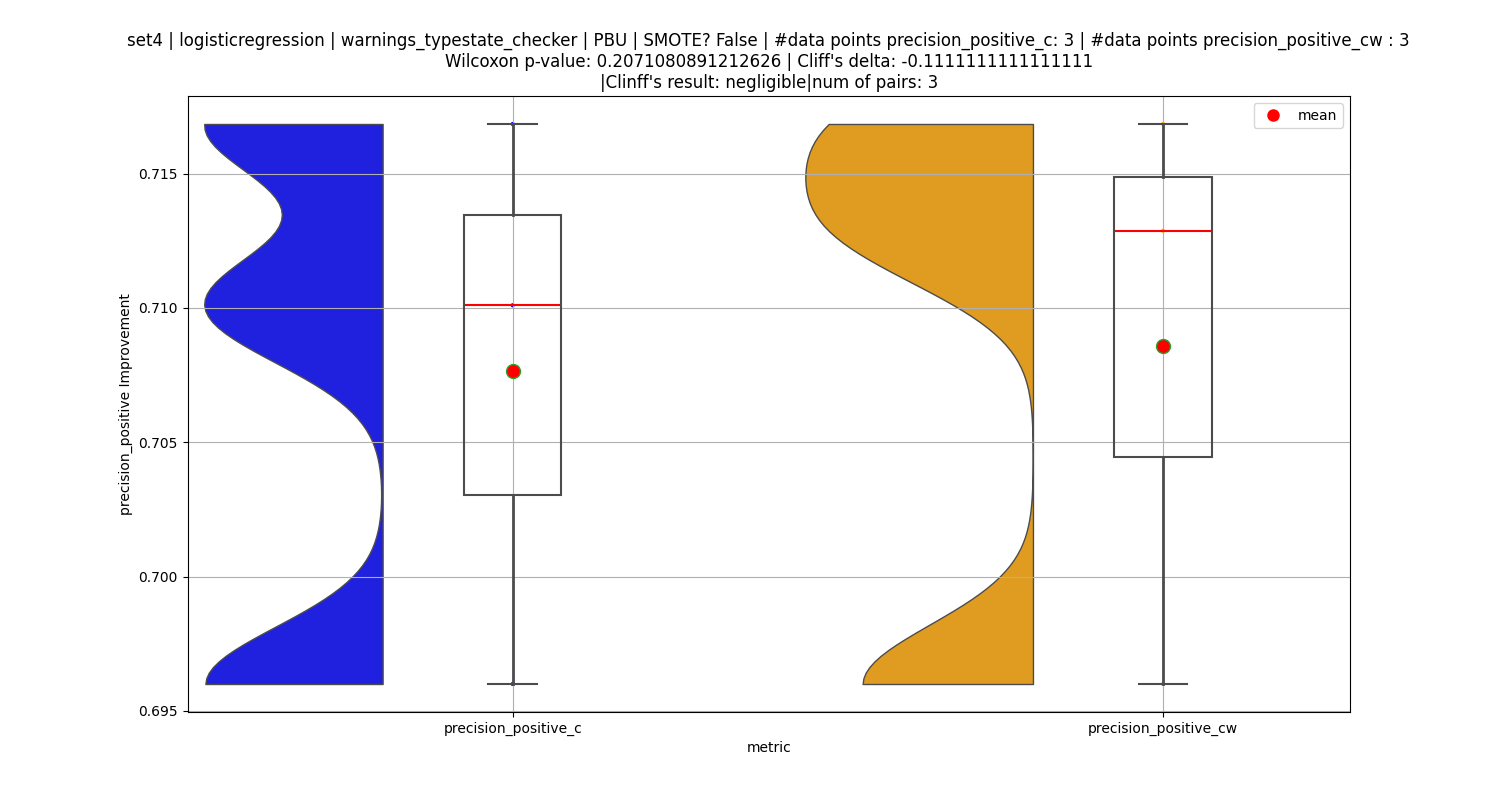 set4 | logisticregression | warnings_typestate_checker | PBU | SMOTE? False | #data points precision_positive_c: 3 | #data points precision_positive_cw : 3
Wilcoxon p-value: 0.2071080891212626 | Cliff's delta: -0.1111111111111111
|Clinff's result: negligible|num of pairs: 3
mean
0.715
0.710
0.705
0.700
0.695
precision_positive Improvement
precision_positive_c
precision_positive_cw
metric